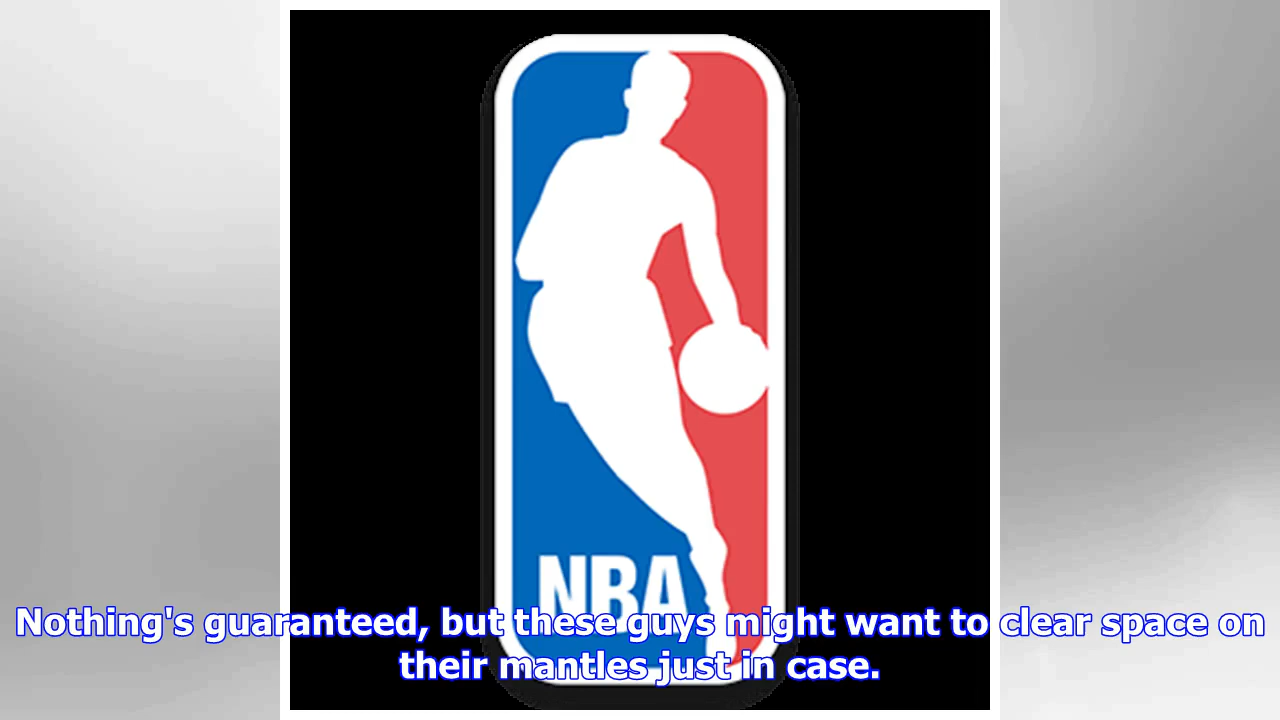 NBA
Nothing's guaranteed, but these guys might want to clear space on
their mantles just in case.